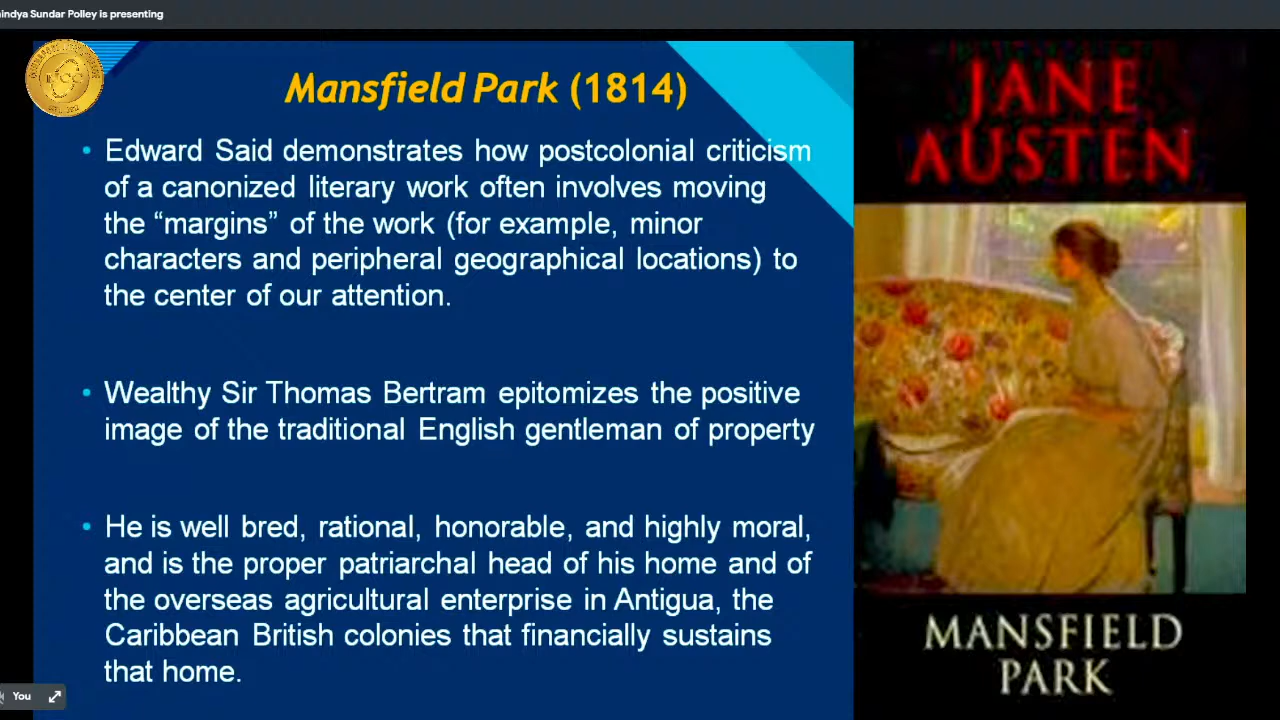 indya Sundar Polley is presenting
Mansfield Park (1814)
• Edward Said demonstrates how postcolonial criticism
of a canonized literary work often involves moving
the “margins” of the work (for example, minor
characters and peripheral geographical locations) to
the center of our attention.
• Wealthy Sir Thomas Bertram epitomizes the positive
image of the traditional English gentleman of property
• He is well bred, rational, honorable, and highly moral,
and is the proper patriarchal head of his home and of
the overseas agricultural enterprise in Antigua, the
Caribbean British colonies that financially sustains
that home.
JANE
AUSTEN
MANSFIELD
PARK
You